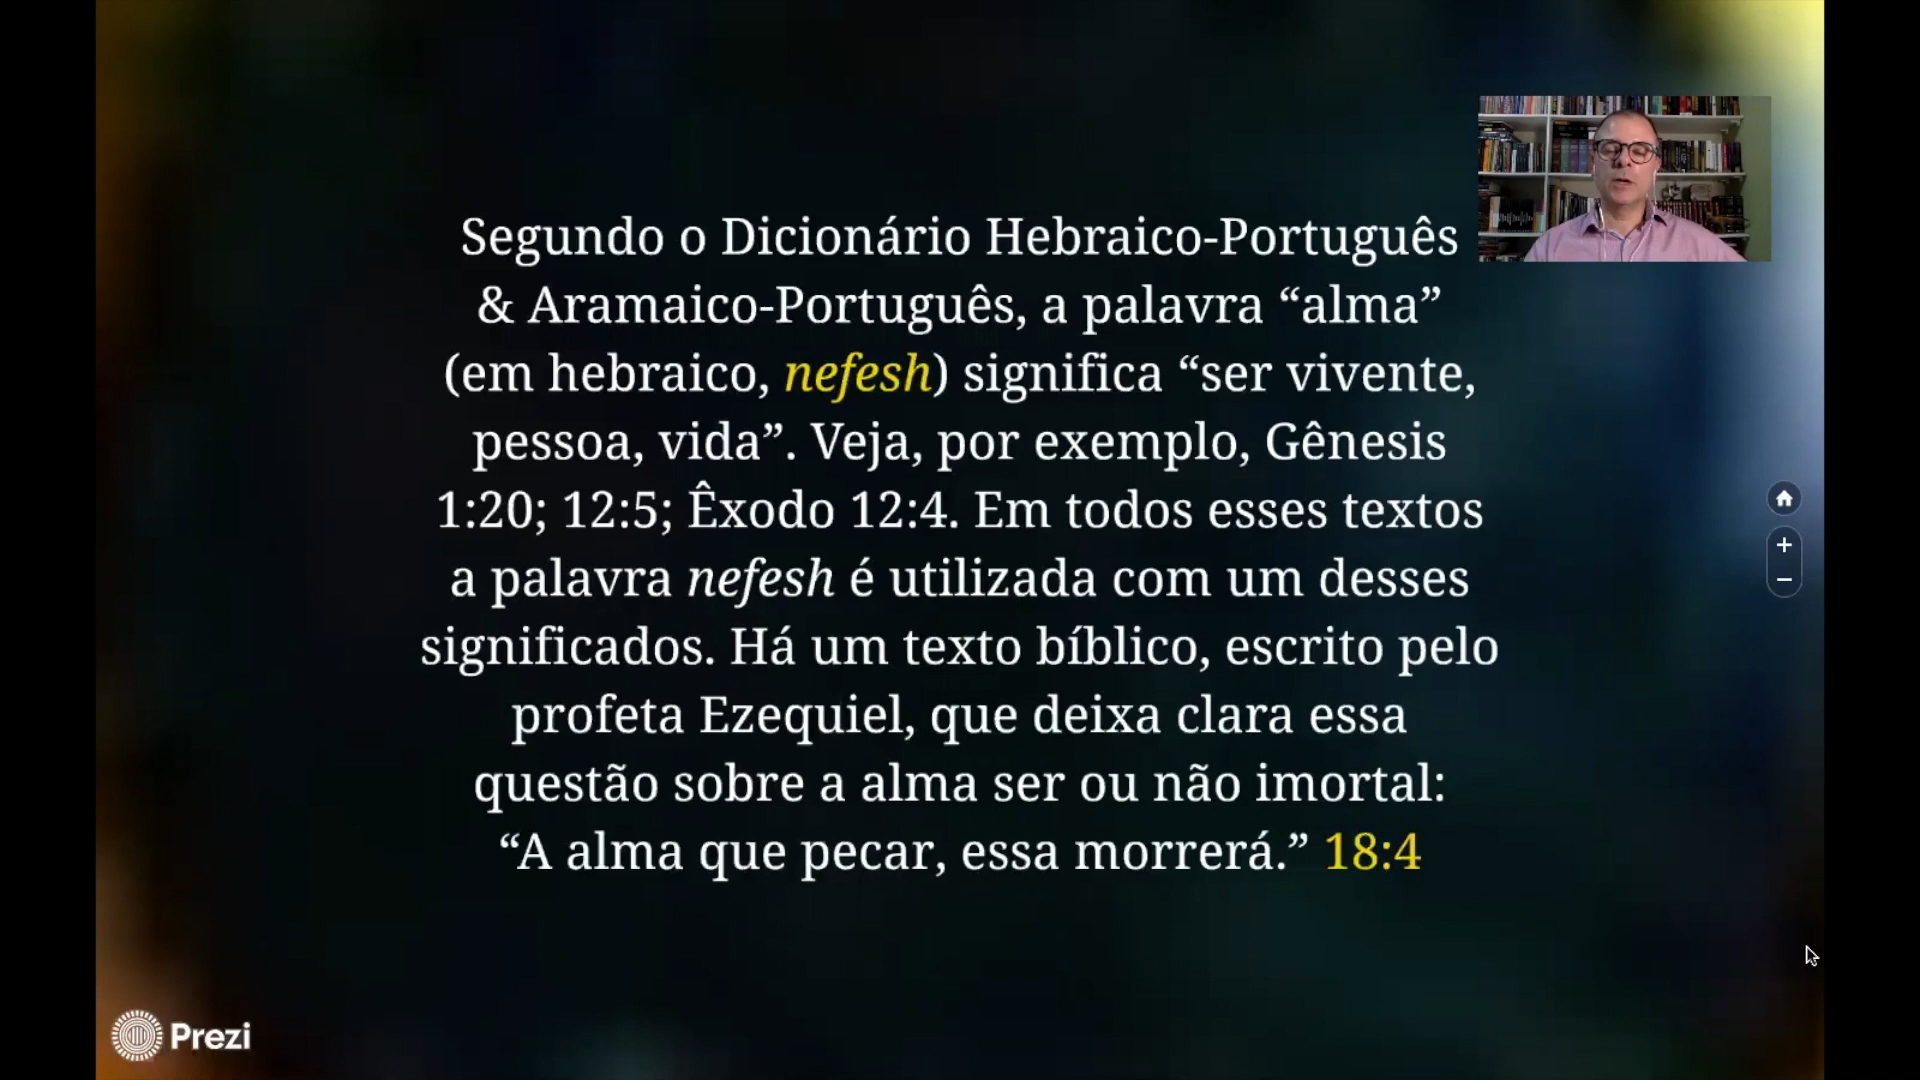 Segundo o Dicionário Hebraico-Português
& Aramaico-Português, a palavra “alma”
(em hebraico, nefesh) significa “ser vivente,
pessoa, vida”. Veja, por exemplo, Gênesis
1:20; 12:5; Êxodo 12:4. Em todos esses textos
a palavra nefesh é utilizada com um desses
significados. Há um texto bíblico, escrito pelo
profeta Ezequiel, que deixa clara essa
questão sobre a alma ser ou não imortal:
“A alma que pecar, essa morrerá.” 18:4
Prezi